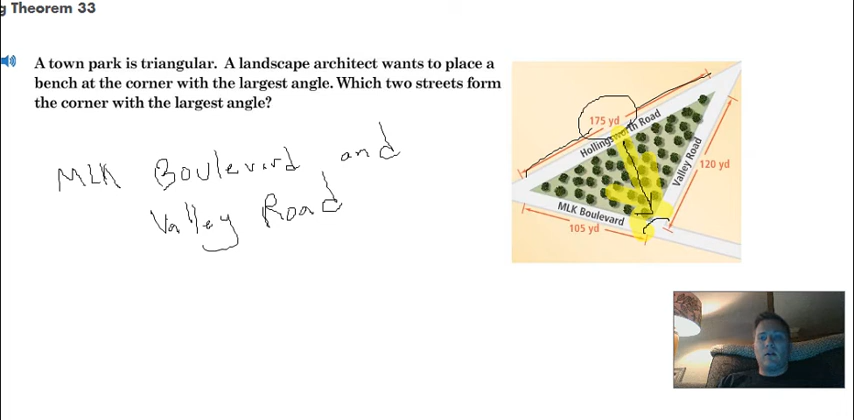 g Theorem 33
A town park is triangular. A landscape architect wants to place a
bench at the corner with the largest angle. Which two streets form
the corner with the largest angle?
MLK Boulevard and
Valley Road
175 yd
Hollingsworth Road
Valley Road
120 yd
MLK Boulevard
105 yd